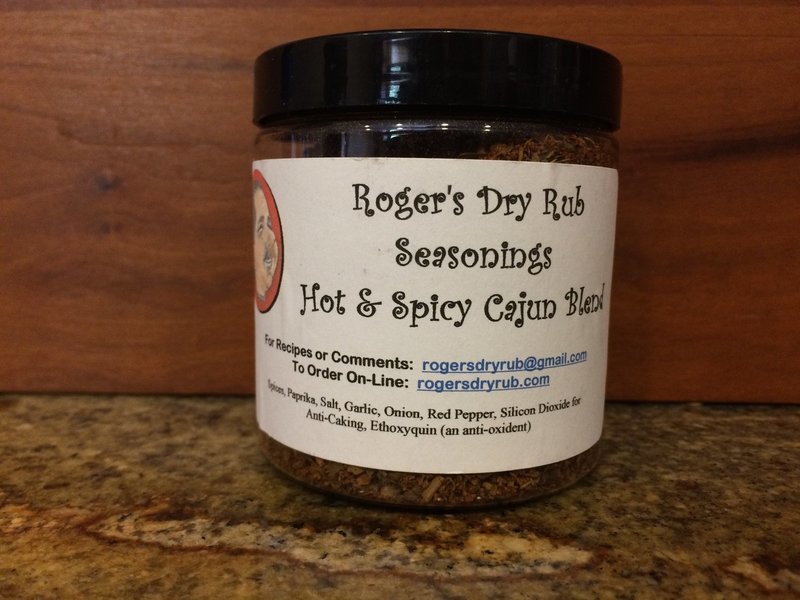 Roger's Dry Rub
Seasonings
Hot & Spicy Cajun Blend
For Recipes or Comments: rogersdryrub@gmail.com
To Order On-Line: rogersdryrub.com
Spices, Paprika, Salt, Garlic, Onion, Red Pepper, Silicon Dioxide for
Anti-Caking, Ethoxyquin (an anti-oxident)